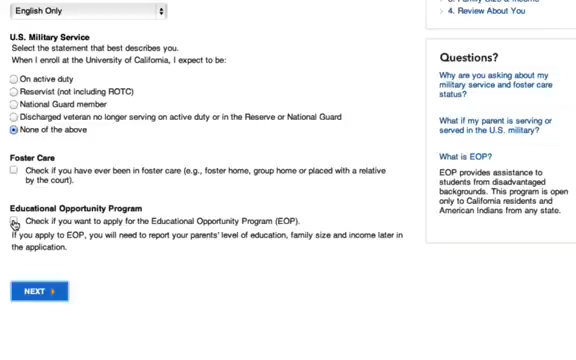 English Only
U.S. Military Service
Select the statement that best describes you.
When I enroll at the University of California, I expect to be:
On active duty
Reservist (not including ROTC)
National Guard member
Discharged veteran no longer serving on active duty or in the Reserve or National Guard
None of the above
Foster Care
Check if you have ever been in foster care (e.g., foster home, group home or placed with a relative
by the court).
Educational Opportunity Program
Check if you want to apply for the Educational Opportunity Program (EOP).
If you apply to EOP, you will need to report your parents' level of education, family size and income later in
the application.
NEXT
4. Review About You
Questions?
Why are you asking about my
military service and foster care
status?
What if my parent is serving or
served in the U.S. military?
What is EOP?
EOP provides assistance to
students from disadvantaged
backgrounds. This program is open
only to California residents and
American Indians from any state.